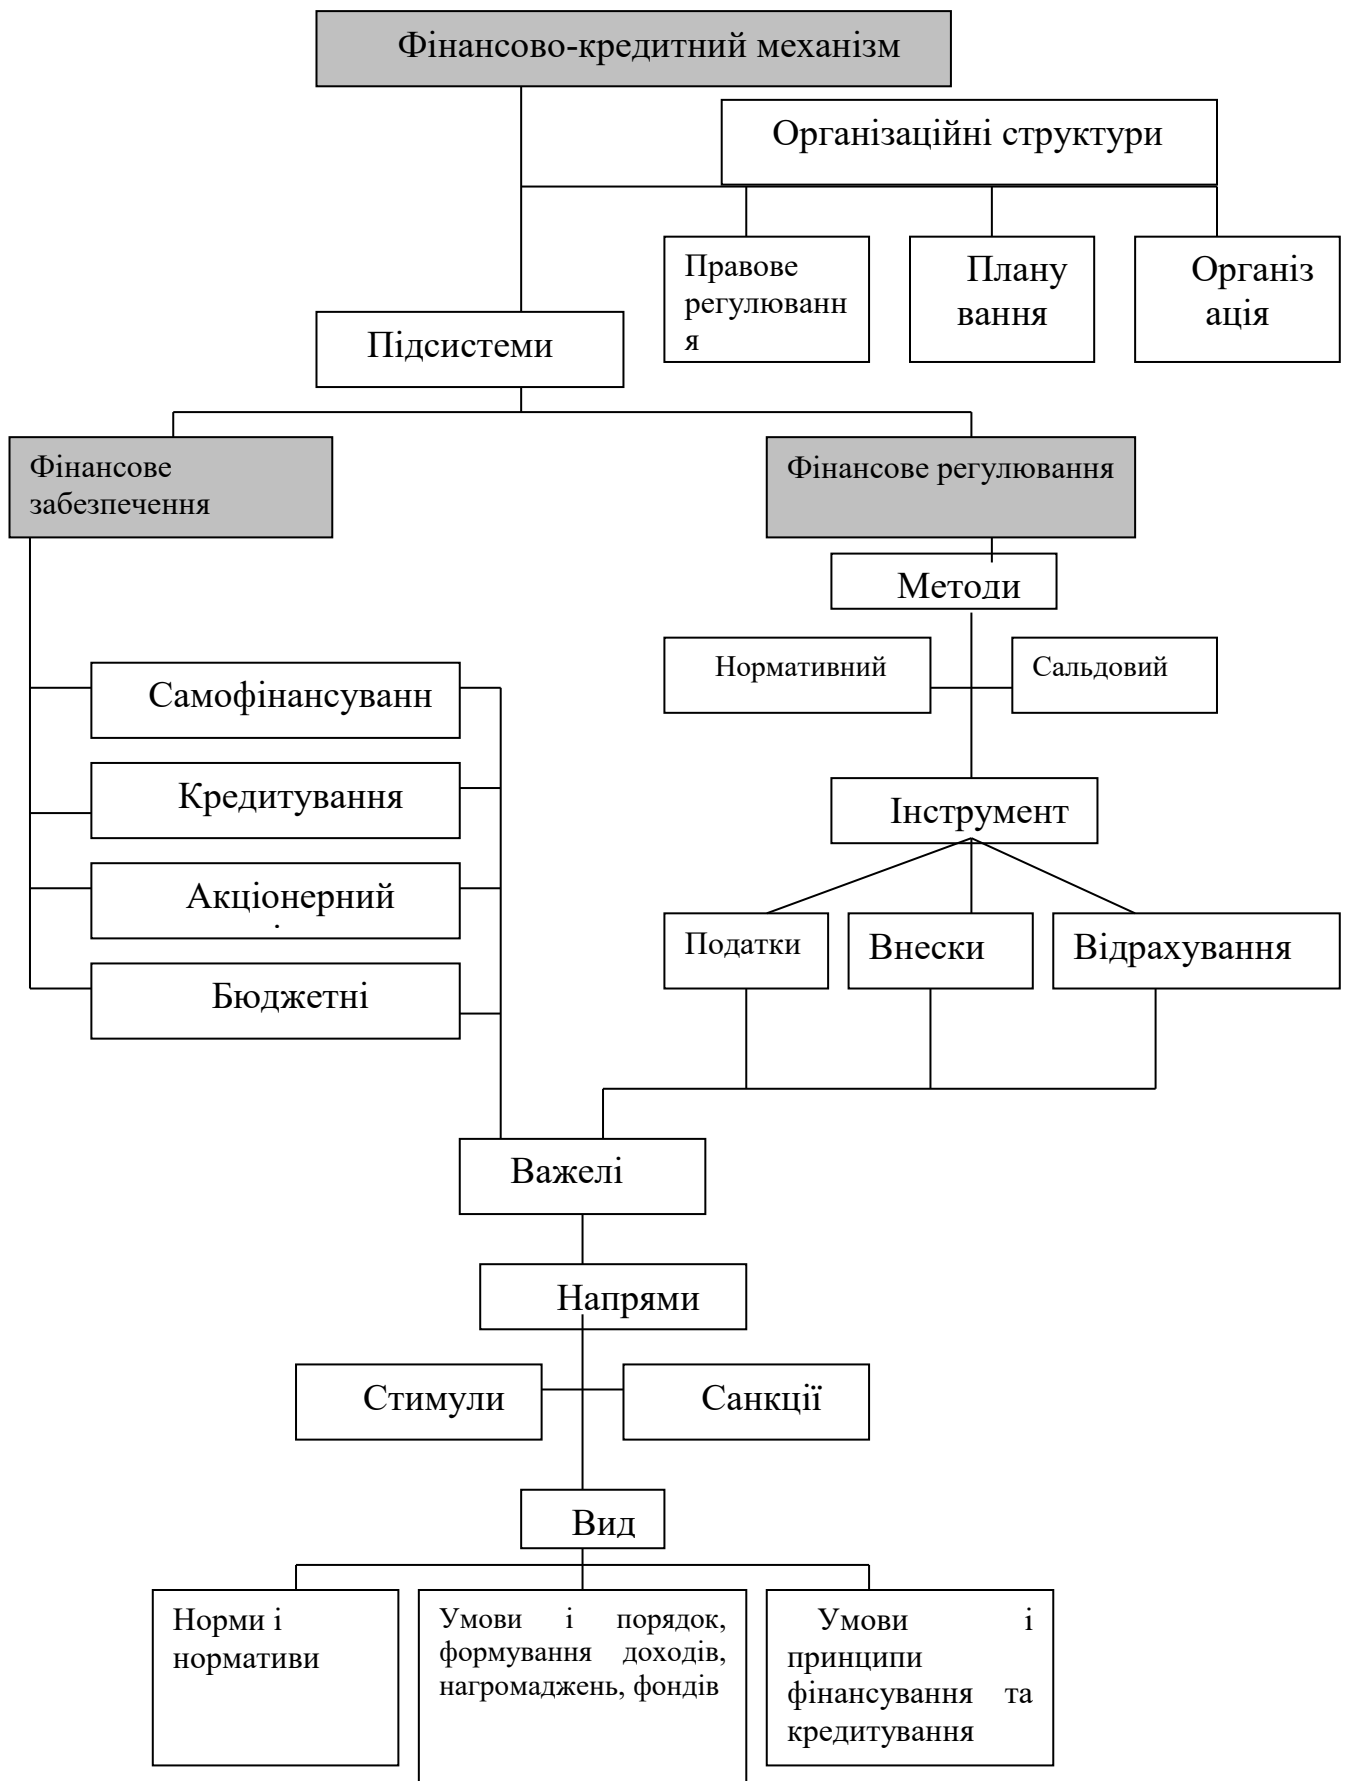 Фінансово-кредитний механізм
Організаційні структури
Правове
регулюванн
я
Плану
вання
Організ
ація
Підсистеми
Фінансове
забезпечення
Фінансове регулювання
Методи
Нормативний
Сальдовий
Самофінансуванн
Кредитування
Інструмент
Акціонерний
Податки
Внески
Відрахування
Бюджетні
Важелі
Напрями
Стимули
Санкції
Вид
Норми і
нормативи
Умови і порядок,
формування доходів,
нагромаджень, фондів
Умови і
принципи
фінансування та
кредитування